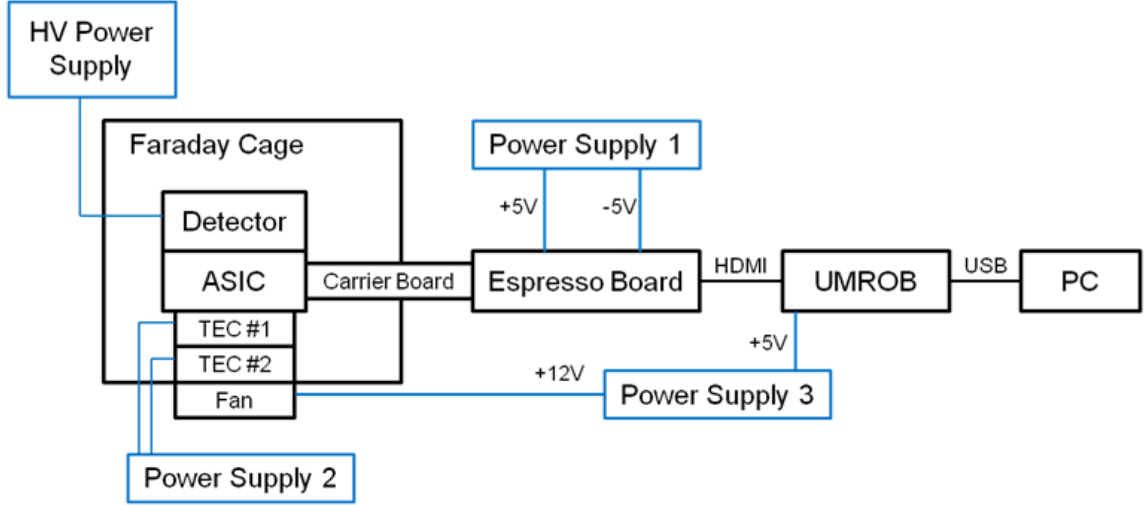 HV Power
Supply
Faraday Cage
Power Supply 1
+5V
-5V
Detector
ASIC
Carrier Board
Espresso Board
HDMI
UMROB
USB
PC
TEC #1
TEC #2
Fan
+12V
+5V
Power Supply 3
Power Supply 2